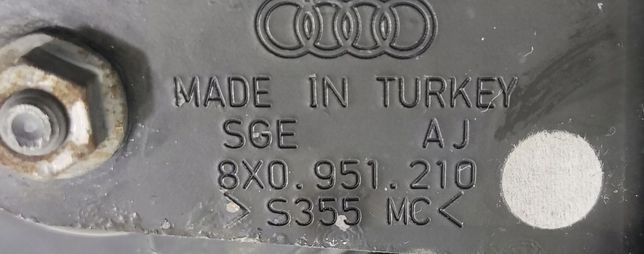 MADE IN TURKEY
SGE AJ
8X0.951.210
>S355 MC<